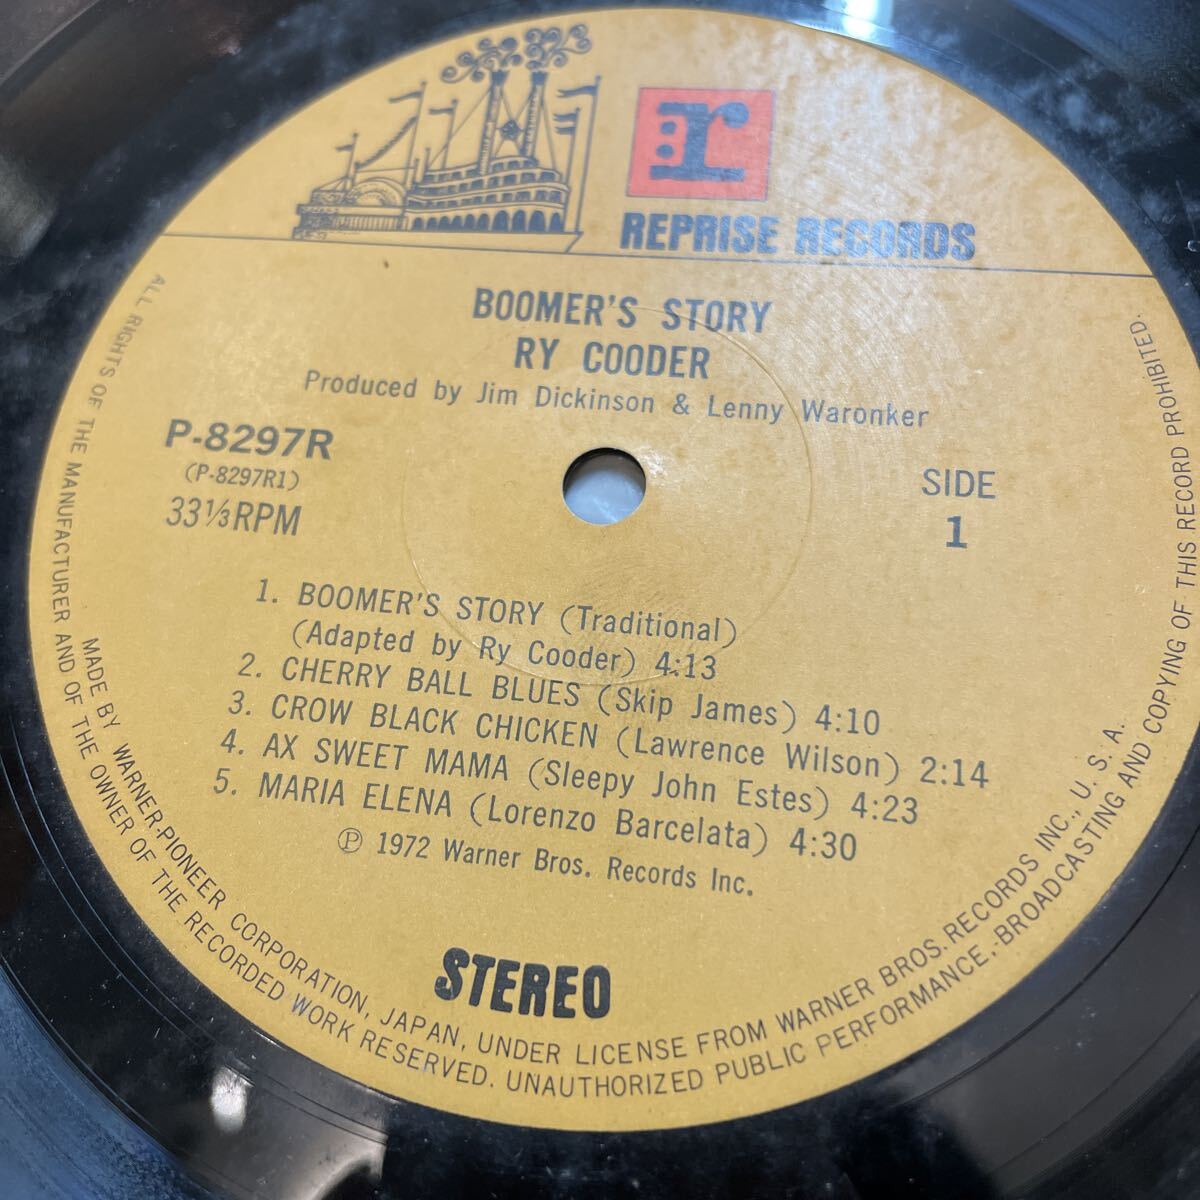 r
REPRISE RECORDS
BOOMER'S STORY
RY COODER
Produced by Jim Dickinson & Lenny Waronker
P-8297R
(P-8297R1)
33⅓RPM
SIDE
1
1. BOOMER'S STORY (Traditional)
(Adapted by Ry Cooder) 4:13
2. CHERRY BALL BLUES (Skip James) 4:10
3. CROW BLACK CHICKEN (Lawrence Wilson) 2:14
4. AX SWEET MAMA (Sleepy John Estes) 4:23
5. MARIA ELENA (Lorenzo Barcelata) 4:30
℗ 1972 Warner Bros. Records Inc.
STEREO
MADE BY WARNER-PIONEER CORPORATION, JAPAN, UNDER LICENSE FROM WARNER BROS. RECORDS INC., U. S. A.
ALL RIGHTS OF THE MANUFACTURER AND OF THE OWNER OF THE RECORDED WORK RESERVED. UNAUTHORIZED PUBLIC PERFORMANCE, BROADCASTING AND COPYING OF THIS RECORD PROHIBITED.